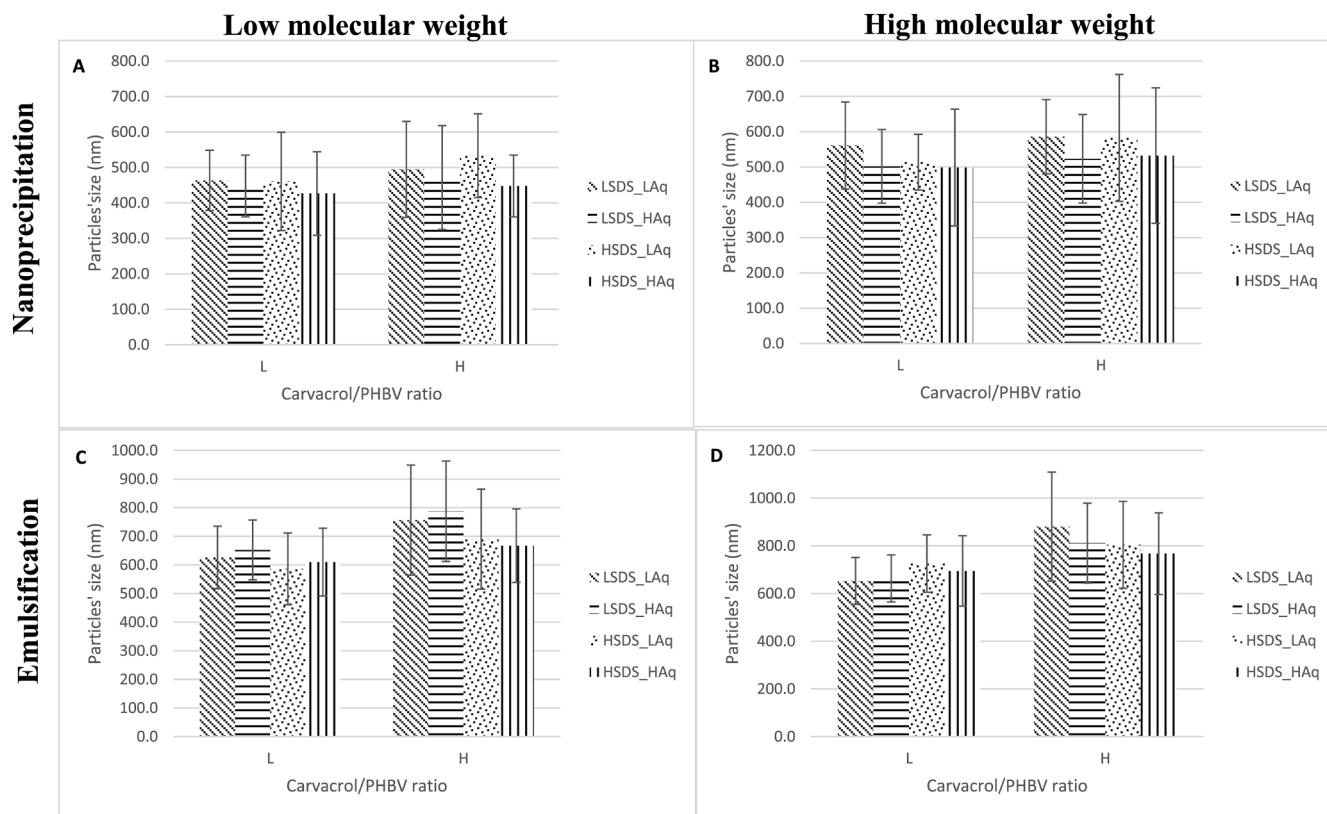 Low molecular weight
High molecular weight
Nanoprecipitation
Emulsification
A
800.0
700.0
600.0
500.0
400.0
300.0
200.0
100.0
0.0
Particles'size (nm)
L
H
Carvacrol/PHBV ratio
LSDS_LAq
LSDS_HAq
HSDS_LAq
HSDS_HAq
B
800.0
700.0
600.0
500.0
400.0
300.0
200.0
100.0
0.0
Particles' size (nm)
L
H
Carvacrol/PHBV ratio
LSDS_LAq
LSDS_HAq
HSDS_LAq
HSDS_HAq
C
1000.0
900.0
800.0
700.0
600.0
500.0
400.0
300.0
200.0
100.0
0.0
Particles' size (nm)
L
H
Carvacrol/PHBV ratio
LSDS_LAq
LSDS_HAq
HSDS_LAq
HSDS_HAq
D
1200.0
1000.0
800.0
600.0
400.0
200.0
0.0
Particles' size (nm)
L
H
Carvacrol/PHBV ratio
LSDS_LAq
LSDS_HAq
HSDS_LAq
HSDS_HAq